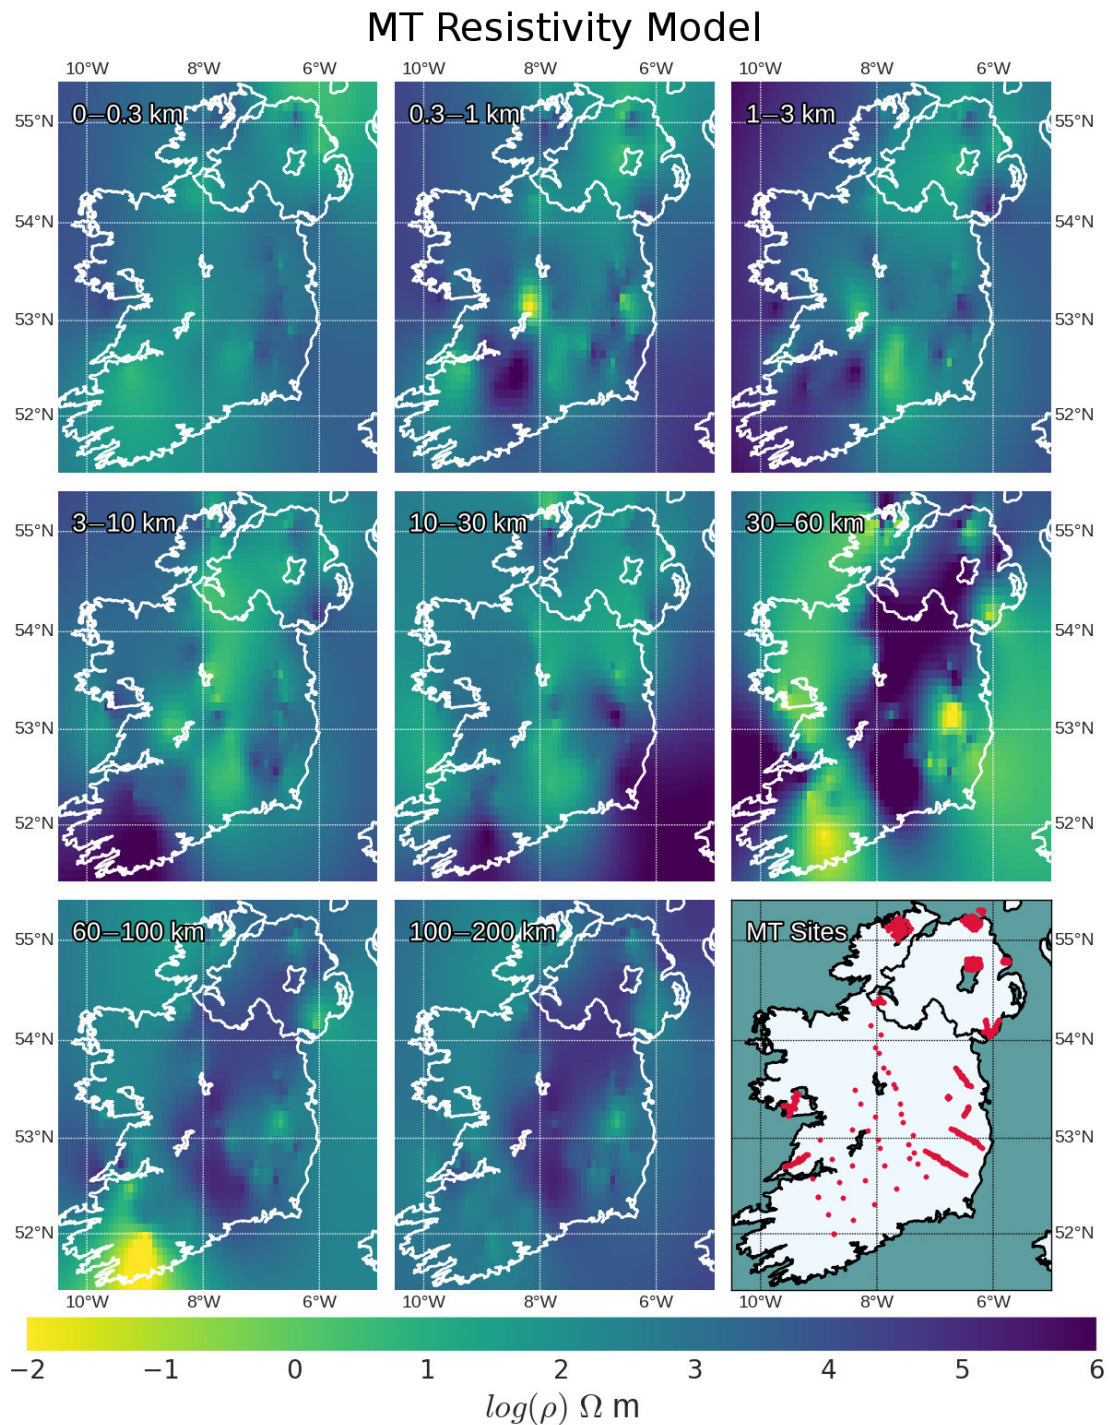 MT Resistivity Model
10°W 8°W 6°W 10°W 8°W 6°W 10°W 8°W 6°W
0−0.3 km 0.3−1 km 1−3 km
55°N 55°N
54°N 54°N
53°N 53°N
52°N 52°N
3−10 km 10−30 km 30−60 km
55°N 55°N
54°N 54°N
53°N 53°N
52°N 52°N
60−100 km 100−200 km MT Sites
55°N 55°N
54°N 54°N
53°N 53°N
52°N 52°N
10°W 8°W 6°W 10°W 8°W 6°W 10°W 8°W 6°W
−2 −1 0 1 2 3 4 5 6
log(ρ) Ω m